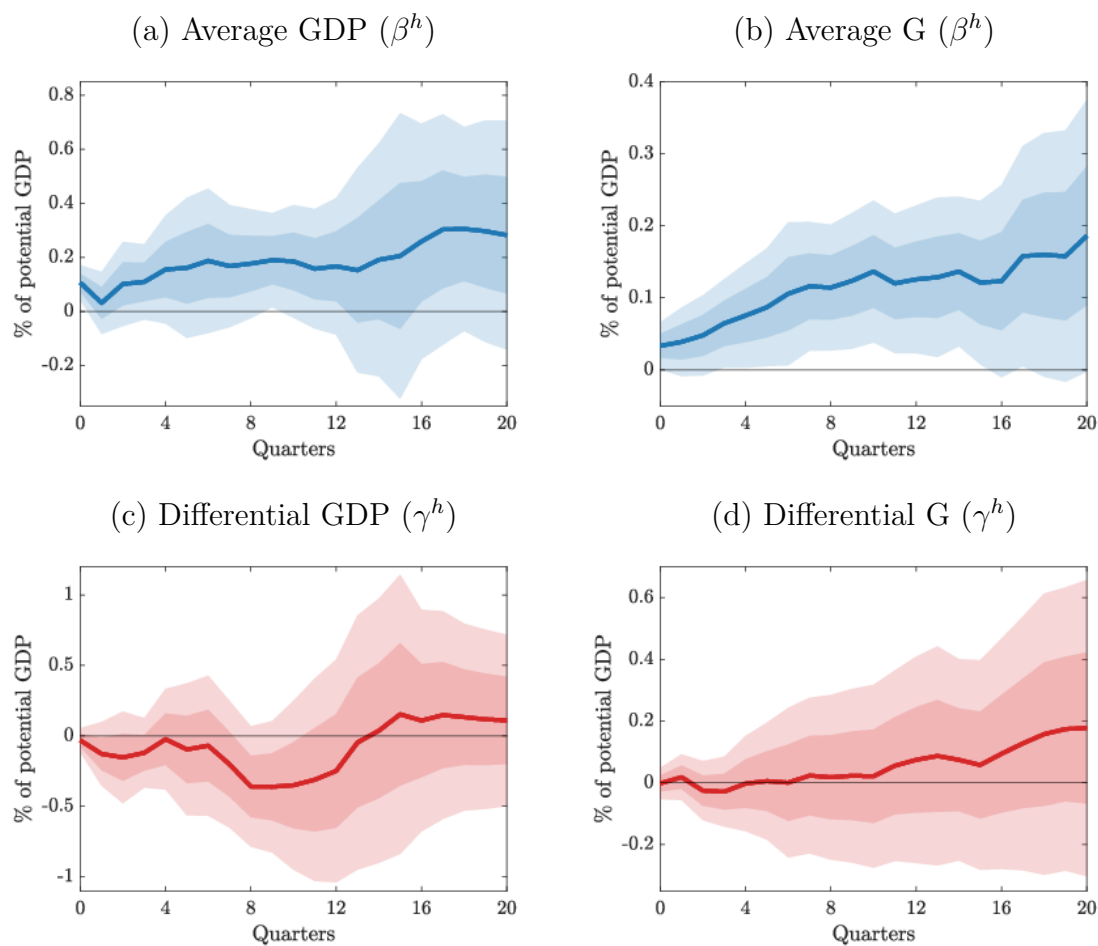 (a) Average GDP (β^h)
% of potential GDP
0.8
0.6
0.4
0.2
0
-0.2
0 4 8 12 16 20
Quarters
(b) Average G (β^h)
% of potential GDP
0.4
0.3
0.2
0.1
0
0 4 8 12 16 20
Quarters
(c) Differential GDP (γ^h)
% of potential GDP
1
0.5
0
-0.5
-1
0 4 8 12 16 20
Quarters
(d) Differential G (γ^h)
% of potential GDP
0.6
0.4
0.2
0
-0.2
0 4 8 12 16 20
Quarters